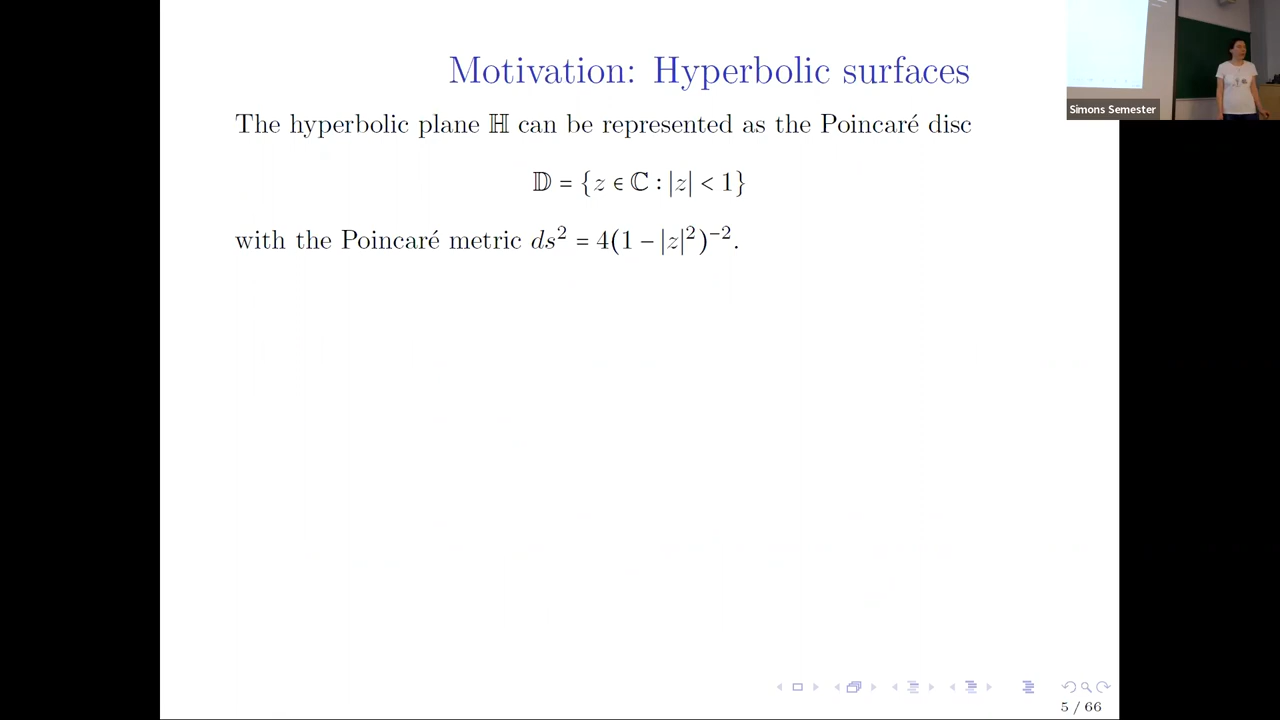 Motivation: Hyperbolic surfaces
Simons Semester
The hyperbolic plane ℍ can be represented as the Poincaré disc
𝔻 = {z ∈ ℂ : |z| < 1}
with the Poincaré metric ds² = 4(1 − |z|²)⁻².
5 / 66